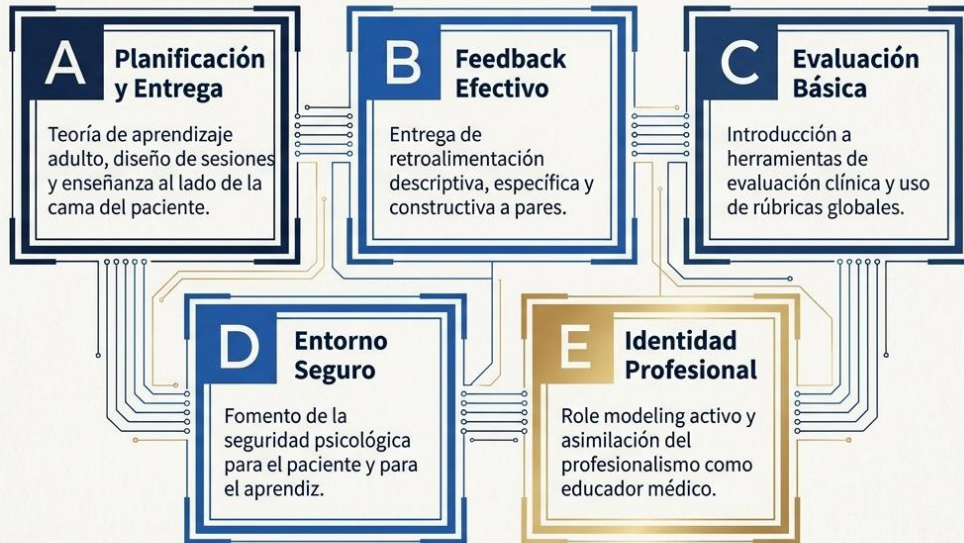 A
Planificación
y Entrega
Teoría de aprendizaje
adulto, diseño de sesiones
y enseñanza al lado de la
cama del paciente.
B
Feedback
Efectivo
Entrega de
retroalimentación
descriptiva, específica y
constructiva a pares.
C
Evaluación
Básica
Introducción a
herramientas de
evaluación clínica y uso
de rúbricas globales.
D
Entorno
Seguro
Fomento de la
seguridad psicológica
para el paciente y para
el aprendiz.
E
Identidad
Profesional
Role modeling activo y
asimilación del
profesionalismo como
educador médico.